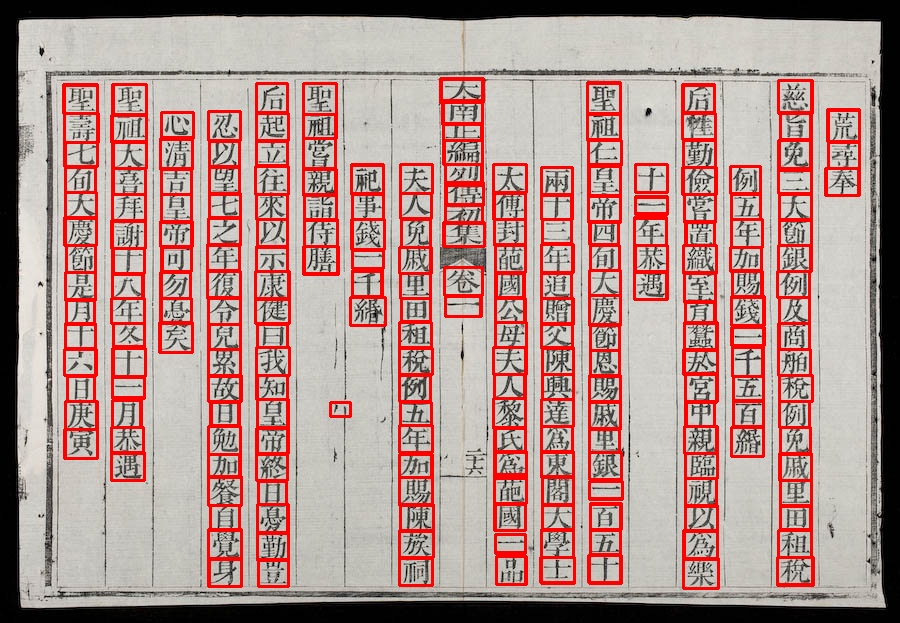 荒等奉
慈旨免三大節銀例及商舶稅例免戚里田租稅
例五年加賜錢二千五百緡
后性勤儉嘗置織室育蠶於宮中親臨視以為樂
十二年恭遇
聖祖仁皇帝四旬大慶節恩賜戚里銀一百五十
兩十三年追贈父陳興達為東閣大學士
太傅封葩國公母夫人黎氏為葩國一品
夫人免戚里田租稅例五年加賜陳族祠
祀事錢一千緡
大南正編列傳初集 卷一
二十六
聖祖嘗親詣侍膳
后起立往來以示康健曰我知皇帝終日憂勤豈
忍以望七之年復令兒累故日勉加餐自覺身
心清吉皇帝可勿憂矣
聖祖大喜拜謝十八年冬十一月恭遇
聖壽七旬大慶節是月十六日庚寅